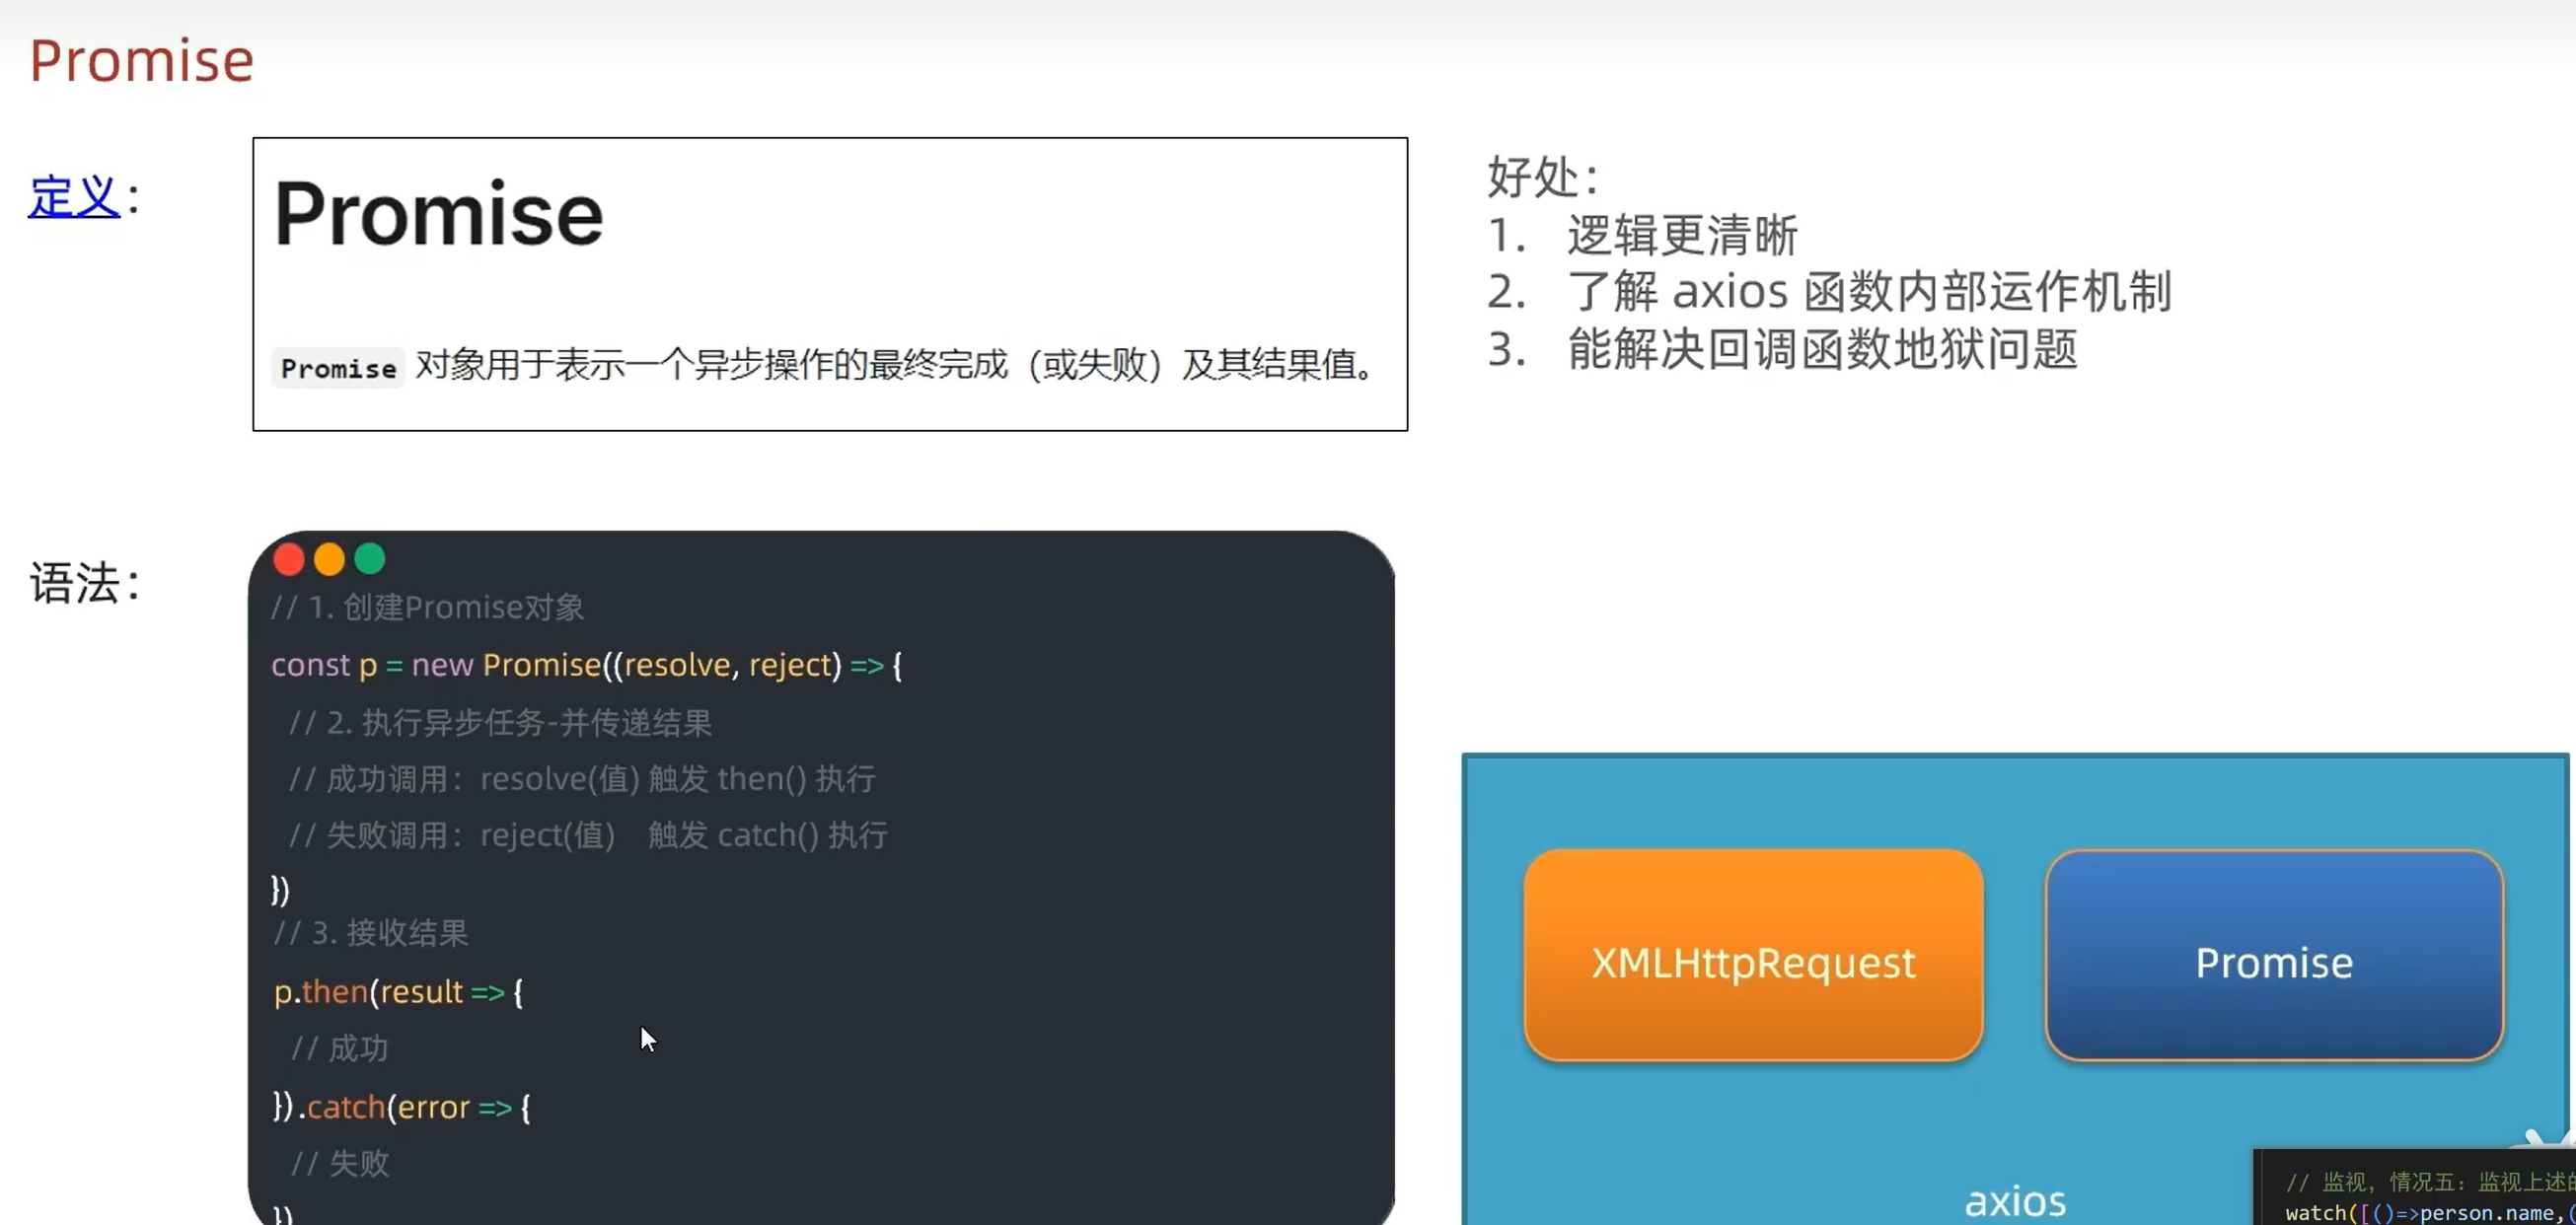 Promise
定义：
Promise
Promise 对象用于表示一个异步操作的最终完成（或失败）及其结果值。
好处：
1. 逻辑更清晰
2. 了解 axios 函数内部运作机制
3. 能解决回调函数地狱问题
语法：
// 1. 创建Promise对象
const p = new Promise((resolve, reject) => {
// 2. 执行异步任务-并传递结果
// 成功调用：resolve(值) 触发 then() 执行
// 失败调用：reject(值) 触发 catch() 执行
})
// 3. 接收结果
p.then(result => {
// 成功
}).catch(error => {
// 失败
})
XMLHttpRequest
Promise
axios
// 监视，情况五：监视上述的
watch([()=>person.name,(